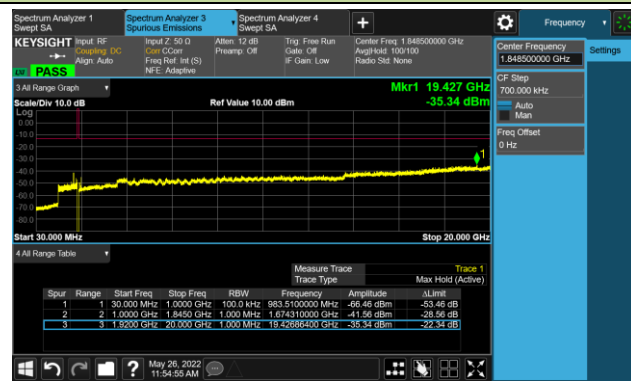 Spectrum Analyzer 1
Swept SA
Spectrum Analyzer 3
Spurious Emissions
Spectrum Analyzer 4
Swept SA
Frequency
KEYSIGHT
Input: RF
Coupling: DC
Align: Auto
Input Z: 50 Ω
Corr CCorr
Freq Ref: Int (S)
NFE: Adaptive
Atten: 12 dB
Preamp: Off
Trig: Free Run
Gate: Off
IF Gain: Low
Center Freq: 1.848500000 GHz
Avg|Hold: 100/100
Radio Std: None
PASS
Center Frequency
1.848500000 GHz
Settings
CF Step
700.000 kHz
Auto
Man
Freq Offset
0 Hz
3 All Range Graph
Mkr1 19.427 GHz
-35.34 dBm
Scale/Div 10.0 dB
Ref Value 10.00 dBm
Log
0.00
-10.0
-20.0
-30.0
-40.0
-50.0
-60.0
-70.0
-80.0
1
Start 30.000 MHz
Stop 20.000 GHz
4 All Range Table
Measure Trace Trace 1
Trace Type Max Hold (Active)
Spur Range Start Freq Stop Freq RBW Frequency Amplitude ΔLimit
1 1 30.000 MHz 1.0000 GHz 100.0 kHz 983.5100000 MHz -66.46 dBm -53.46 dB
2 2 1.0000 GHz 1.8450 GHz 1.000 MHz 1.674310000 GHz -41.56 dBm -28.56 dB
3 3 1.9200 GHz 20.000 GHz 1.000 MHz 19.42686400 GHz -35.34 dBm -22.34 dB
May 26, 2022
11:54:55 AM